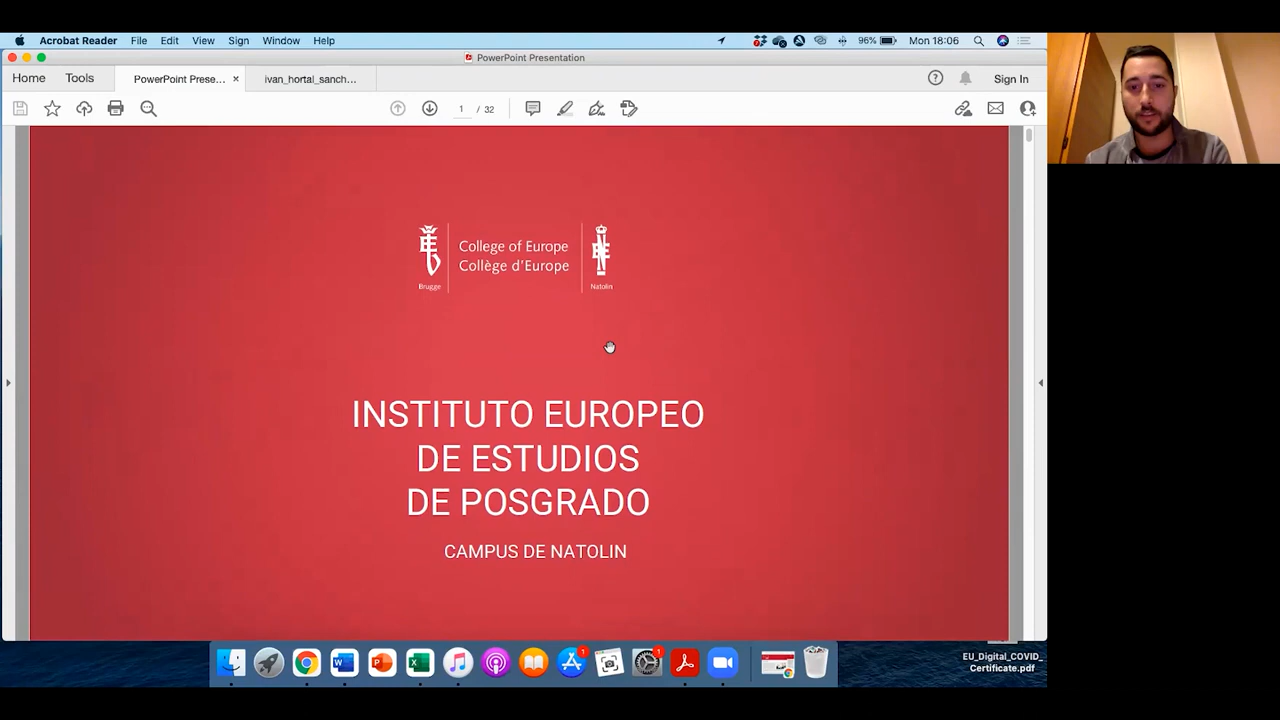 Acrobat Reader File Edit View Sign Window Help 96% Mon 18:06
PowerPoint Presentation
Home Tools PowerPoint Prese... × ivan_hortal_sanch... Sign In
1 / 32
College of Europe
Collège d'Europe
Brugge
Natolin
INSTITUTO EUROPEO
DE ESTUDIOS
DE POSGRADO
CAMPUS DE NATOLIN
EU_Digital_COVID_
Certificate.pdf